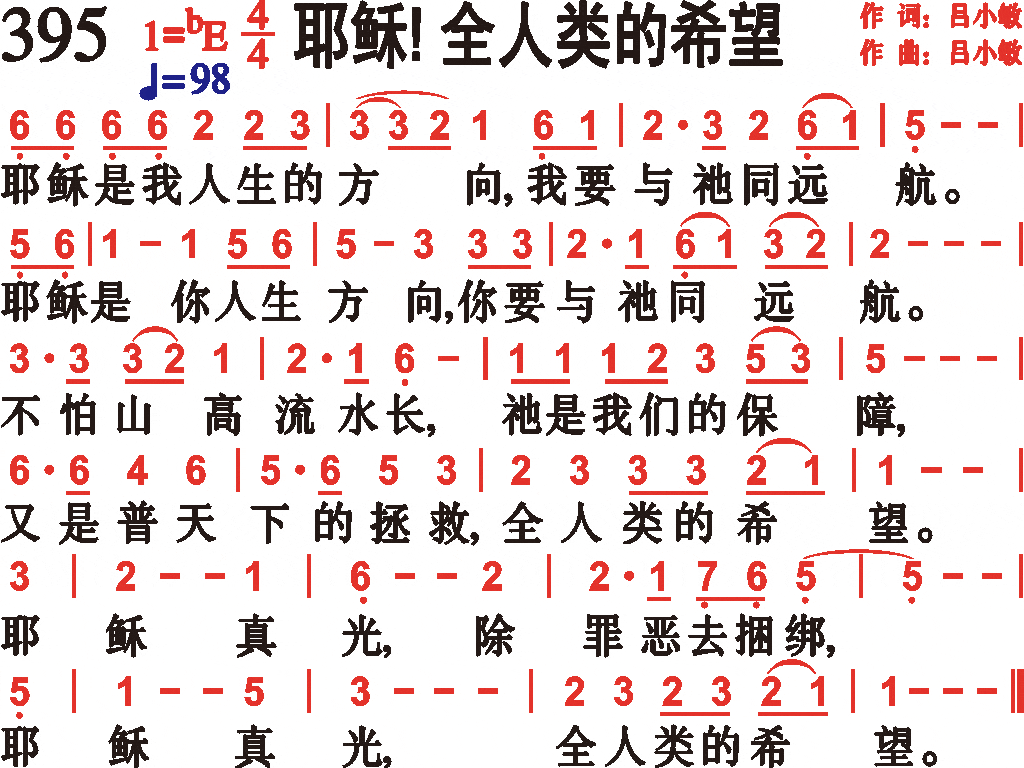 395 1=ᵇE 4/4 耶稣! 全人类的希望 作 词：吕小敏
♩=98 作 曲：吕小敏
6 6 6 6 2 2 3 | 3 3 2 1 6 1 | 2·3 2 6 1 | 5 – – |
耶稣是我人生的方 向,我要与祂同远 航。
5 6 | 1 – 1 5 6 | 5 – 3 3 3 | 2·1 6 1 3 2 | 2 – – – |
耶稣是 你人生 方 向,你要与 祂同 远 航。
3·3 3 2 1 | 2·1 6 – | 1 1 1 2 3 5 3 | 5 – – – |
不 怕山 高 流 水长, 祂是我们的保 障,
6·6 4 6 | 5·6 5 3 | 2 3 3 3 2 1 | 1 – – |
又 是 普 天 下 的 拯 救, 全 人 类 的 希 望。
3 | 2 – – 1 | 6 – – 2 | 2·1 7 6 5 | 5 – – |
耶 稣 真 光, 除 罪 恶去捆绑,
5 | 1 – – 5 | 3 – – – | 2 3 2 3 2 1 | 1 – – – ‖
耶 稣 真 光, 全人类的希 望。